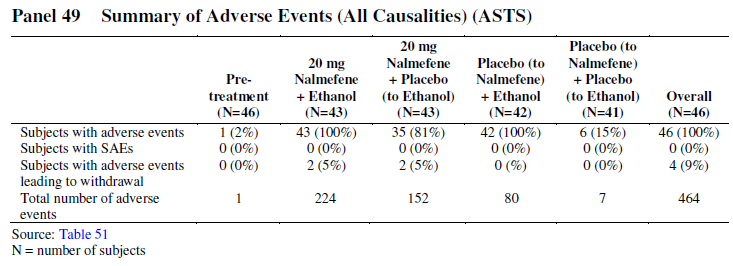 Panel 49 Summary of Adverse Events (All Causalities) (ASTS)
Pre-treatment (N=46) 20 mg Nalmefene + Ethanol (N=43) 20 mg Nalmefene + Placebo (to Ethanol) (N=43) Placebo (to Nalmefene) + Ethanol (N=42) Placebo (to Nalmefene) + Placebo (to Ethanol) (N=41) Overall (N=46)
Subjects with adverse events 1 (2%) 43 (100%) 35 (81%) 42 (100%) 6 (15%) 46 (100%)
Subjects with SAEs 0 (0%) 0 (0%) 0 (0%) 0 (0%) 0 (0%) 0 (0%)
Subjects with adverse events 0 (0%) 2 (5%) 2 (5%) 0 (%) 0 (0%) 4 (9%)
leading to withdrawal
Total number of adverse 1 224 152 80 7 464
events
Source: Table 51
N = number of subjects